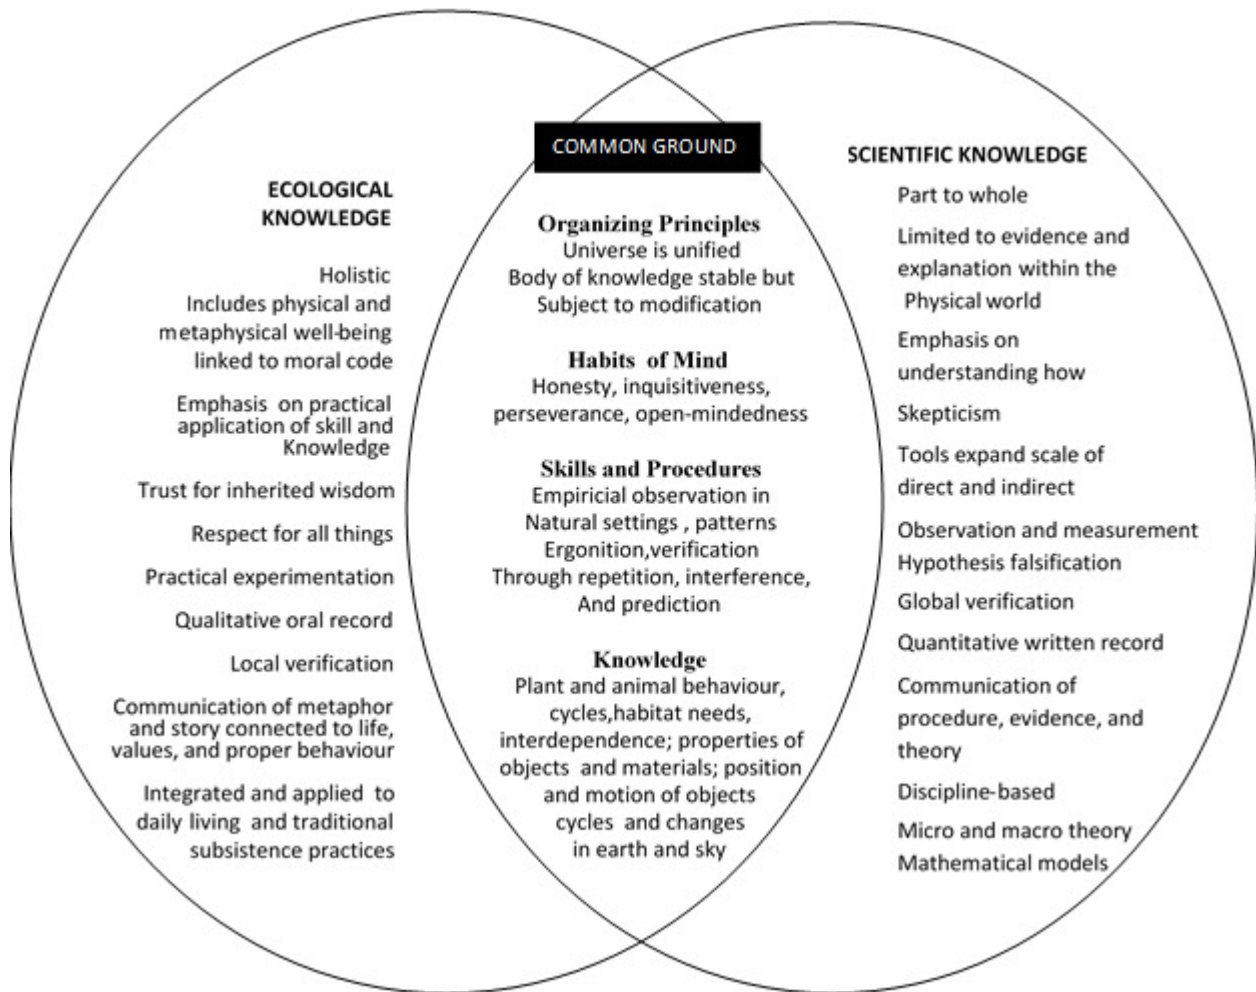 COMMON GROUND
ECOLOGICAL
KNOWLEDGE
Holistic
Includes physical and
metaphysical well-being
linked to moral code
Emphasis on practical
application of skill and
Knowledge
Trust for inherited wisdom
Respect for all things
Practical experimentation
Qualitative oral record
Local verification
Communication of metaphor
and story connected to life,
values, and proper behaviour
Integrated and applied to
daily living and traditional
subsistence practices
Organizing Principles
Universe is unified
Body of knowledge stable but
Subject to modification
Habits of Mind
Honesty, inquisitiveness,
perseverance, open-mindedness
Skills and Procedures
Empiricial observation in
Natural settings , patterns
Ergonition,verification
Through repetition, interference,
And prediction
Knowledge
Plant and animal behaviour,
cycles,habitat needs,
interdependence; properties of
objects and materials; position
and motion of objects
cycles and changes
in earth and sky
SCIENTIFIC KNOWLEDGE
Part to whole
Limited to evidence and
explanation within the
Physical world
Emphasis on
understanding how
Skepticism
Tools expand scale of
direct and indirect
Observation and measurement
Hypothesis falsification
Global verification
Quantitative written record
Communication of
procedure, evidence, and
theory
Discipline-based
Micro and macro theory
Mathematical models